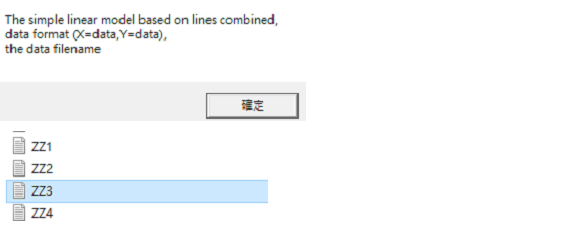 The simple linear model based on lines combined,
data format (X=data,Y=data),
the data filename
確定
ZZ1
ZZ2
ZZ3
ZZ4